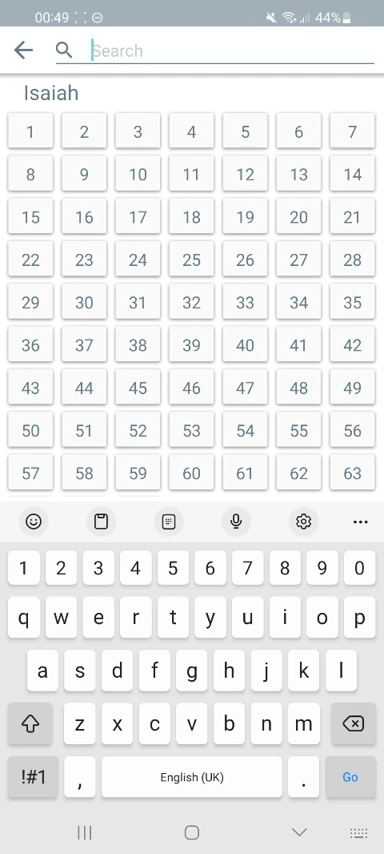 00:49 44%
Search
Isaiah
1 2 3 4 5 6 7
8 9 10 11 12 13 14
15 16 17 18 19 20 21
22 23 24 25 26 27 28
29 30 31 32 33 34 35
36 37 38 39 40 41 42
43 44 45 46 47 48 49
50 51 52 53 54 55 56
57 58 59 60 61 62 63
1 2 3 4 5 6 7 8 9 0
q w e r t y u i o p
a s d f g h j k l
z x c v b n m
!#1 , English (UK) . Go